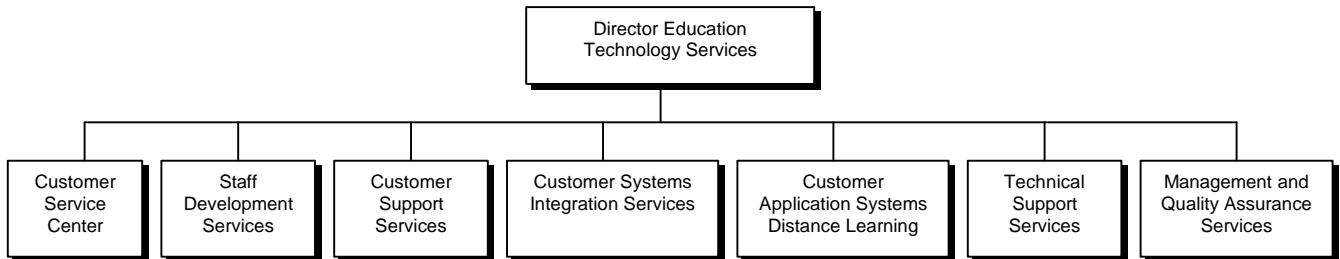 Director Education
Technology Services
Customer
Service
Center
Staff
Development
Services
Customer
Support
Services
Customer Systems
Integration Services
Customer
Application Systems
Distance Learning
Technical
Support
Services
Management and
Quality Assurance
Services